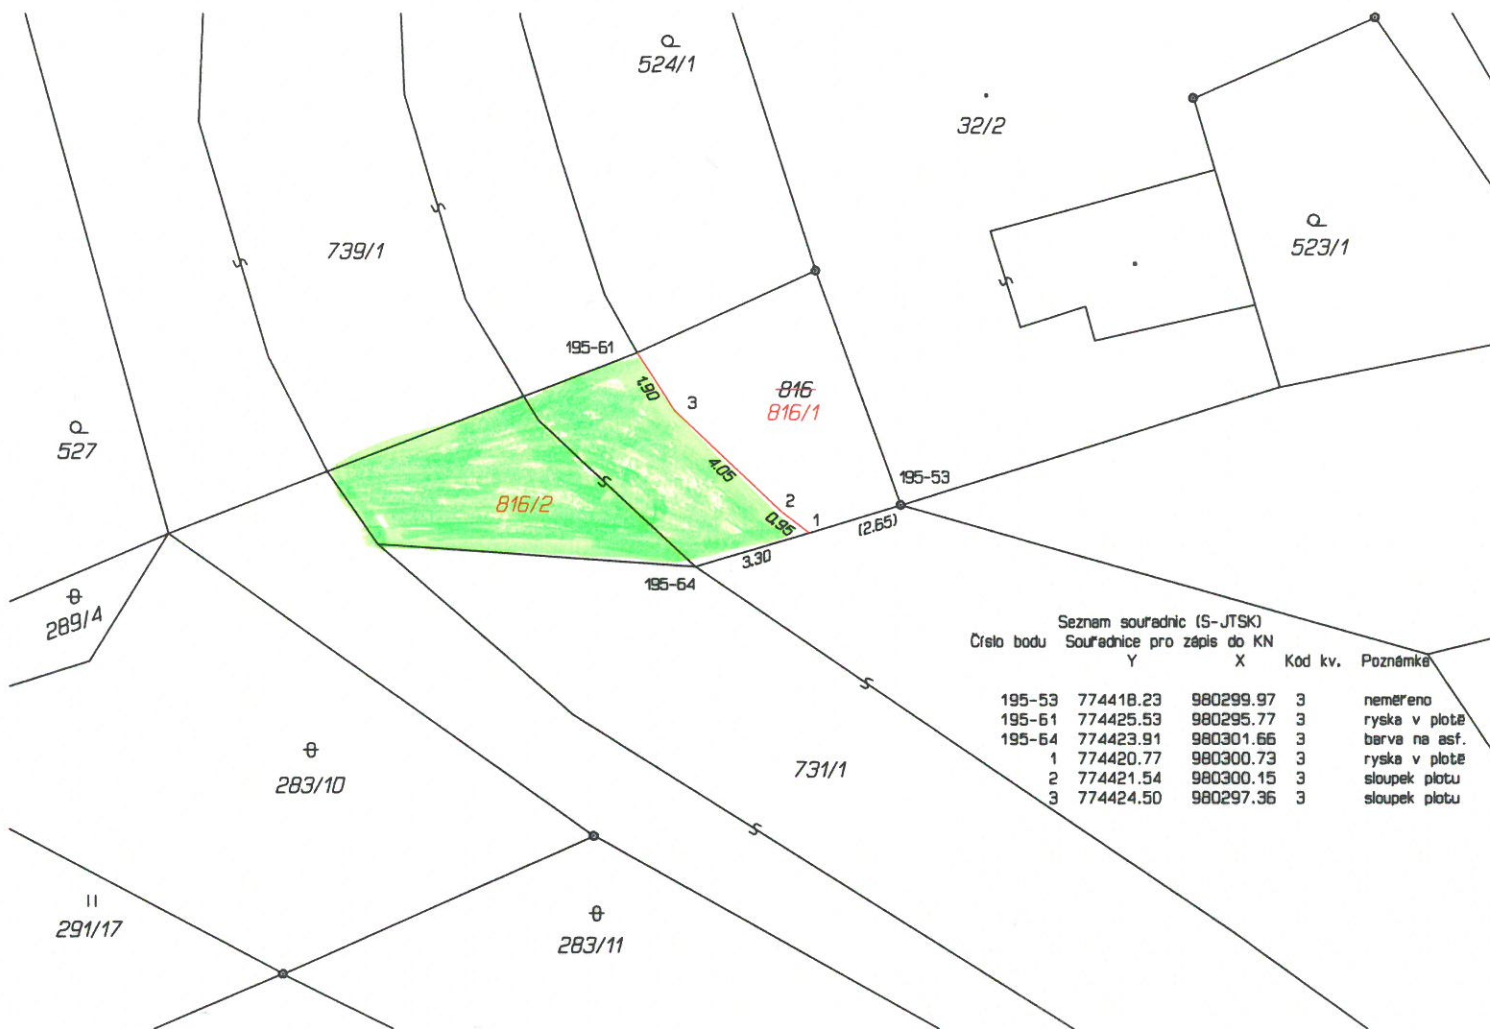 524/1
32/2
739/1
523/1
195-61
1.90
3
816
816/1
527
4.05
195-53
816/2
2
0.95
1
(2.65)
3.30
195-64
289/4
Seznam souřadnic (S-JTSK)
Číslo bodu Souřadnice pro zápis do KN
Y X Kód kv. Poznámka
195-53 774418.23 980299.97 3 neměřeno
195-61 774425.53 980295.77 3 ryska v plotě
195-64 774423.91 980301.66 3 barva na asf.
1 774420.77 980300.73 3 ryska v plotě
2 774421.54 980300.15 3 sloupek plotu
3 774424.50 980297.36 3 sloupek plotu
283/10
731/1
291/17
283/11